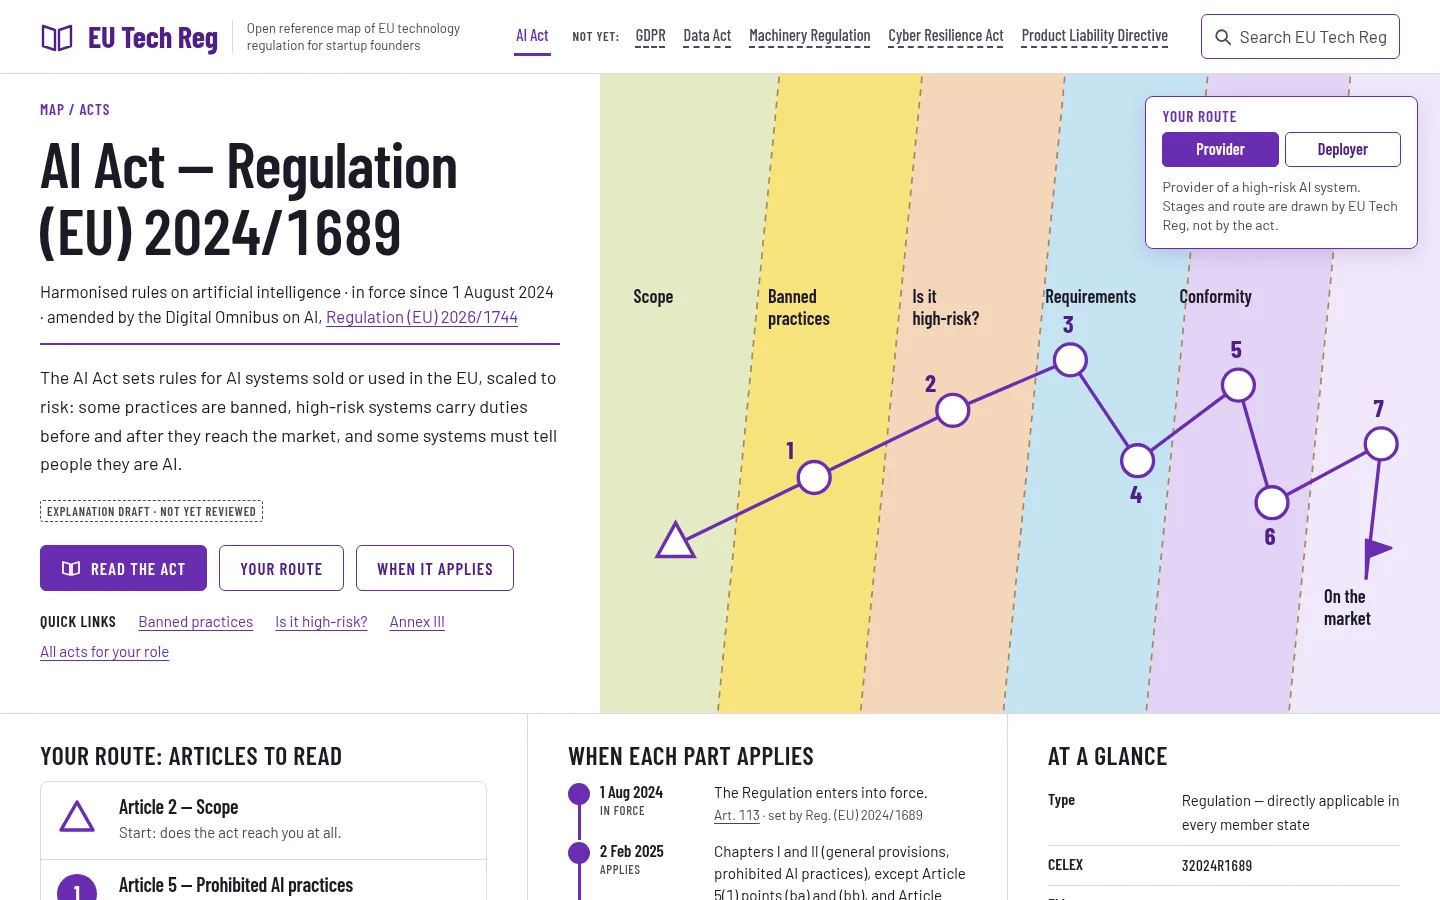 EU Tech Reg
Open reference map of EU technology
regulation for startup founders
AI Act
NOT YET:
GDPR
Data Act
Machinery Regulation
Cyber Resilience Act
Product Liability Directive
Search EU Tech Reg
MAP / ACTS
AI Act — Regulation
(EU) 2024/1689
Harmonised rules on artificial intelligence · in force since 1 August 2024
· amended by the Digital Omnibus on AI, Regulation (EU) 2026/1744
The AI Act sets rules for AI systems sold or used in the EU, scaled to
risk: some practices are banned, high-risk systems carry duties
before and after they reach the market, and some systems must tell
people they are AI.
EXPLANATION DRAFT · NOT YET REVIEWED
READ THE ACT
YOUR ROUTE
WHEN IT APPLIES
QUICK LINKS
Banned practices
Is it high-risk?
Annex III
All acts for your role
YOUR ROUTE
Provider
Deployer
Provider of a high-risk AI system.
Stages and route are drawn by EU Tech
Reg, not by the act.
Scope
Banned
practices
Is it
high-risk?
Requirements
Conformity
1
2
3
4
5
6
7
On the
market
YOUR ROUTE: ARTICLES TO READ
Article 2 — Scope
Start: does the act reach you at all.
1
Article 5 — Prohibited AI practices
WHEN EACH PART APPLIES
1 Aug 2024
IN FORCE
The Regulation enters into force.
Art. 113 · set by Reg. (EU) 2024/1689
2 Feb 2025
APPLIES
Chapters I and II (general provisions,
prohibited AI practices), except Article
5(1) points (ba) and (bb), and Article
AT A GLANCE
Type
Regulation — directly applicable in
every member state
CELEX
32024R1689